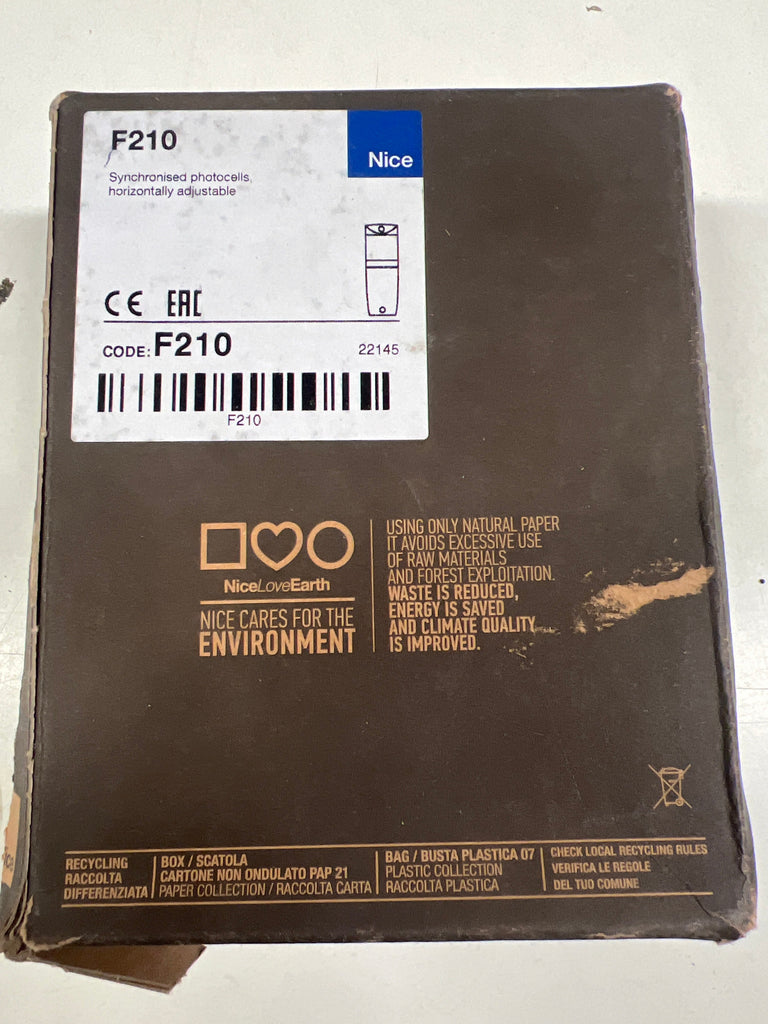 F210
Nice
Synchronised photocells,
horizontally adjustable
CE EAC
CODE: F210
22145
F210
NiceLoveEarth
NICE CARES FOR THE
ENVIRONMENT
USING ONLY NATURAL PAPER
IT AVOIDS EXCESSIVE USE
OF RAW MATERIALS
AND FOREST EXPLOITATION.
WASTE IS REDUCED,
ENERGY IS SAVED
AND CLIMATE QUALITY
IS IMPROVED.
RECYCLING
RACCOLTA
DIFFERENZIATA
BOX / SCATOLA
CARTONE NON ONDULATO PAP 21
PAPER COLLECTION / RACCOLTA CARTA
BAG / BUSTA PLASTICA 07
PLASTIC COLLECTION
RACCOLTA PLASTICA
CHECK LOCAL RECYCLING RULES
VERIFICA LE REGOLE
DEL TUO COMUNE